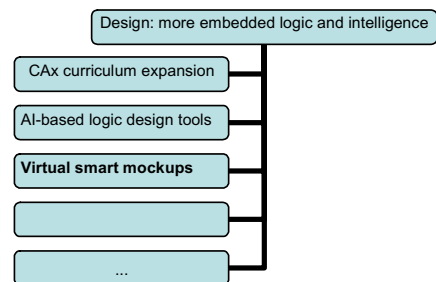 Design: more embedded logic and intelligence
CAx curriculum expansion
AI-based logic design tools
Virtual smart mockups
...